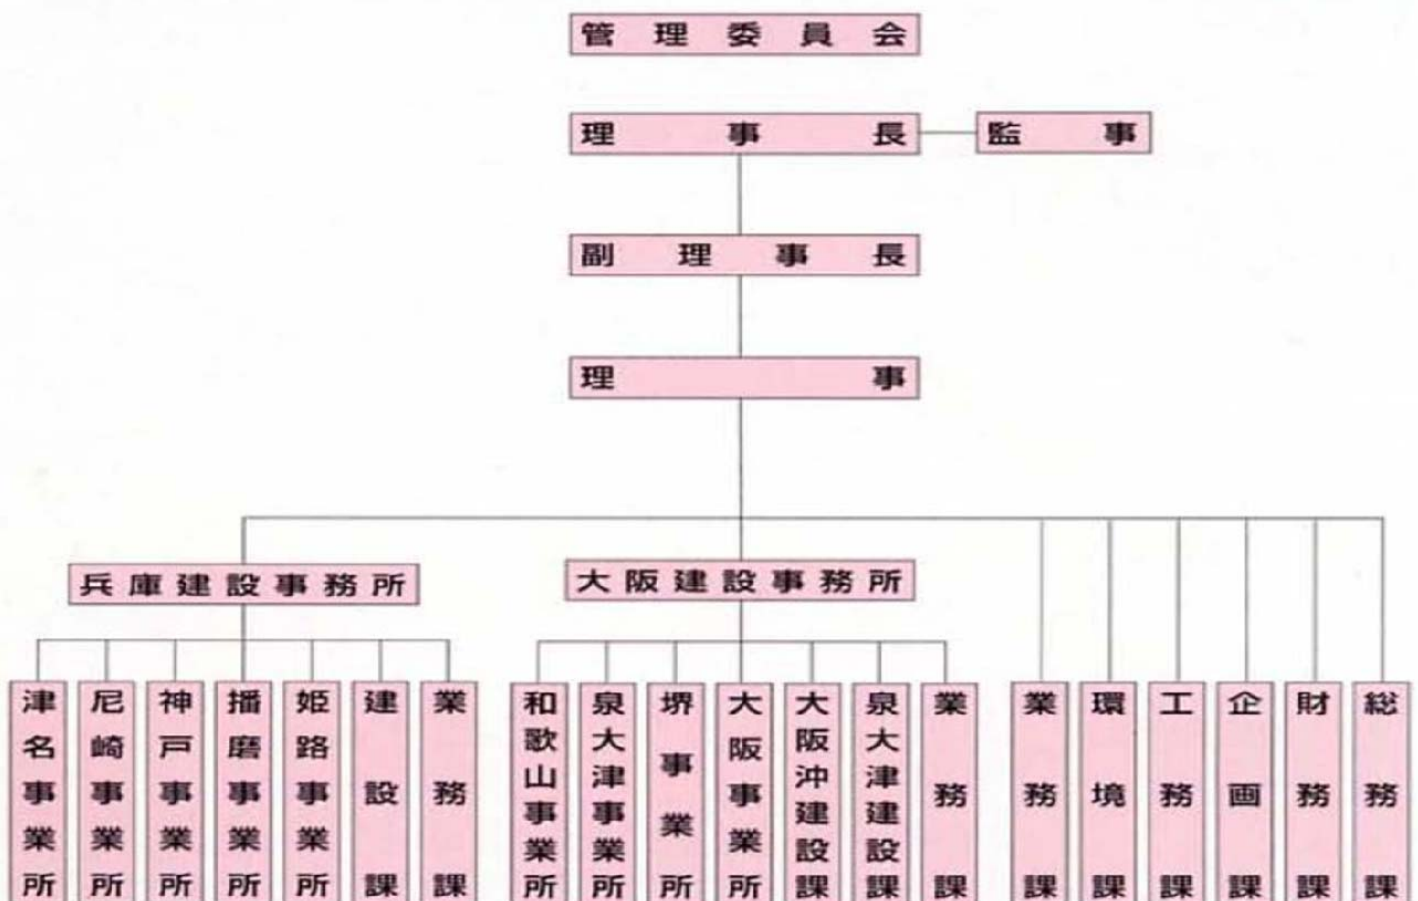 管理委員会
理事長
監事
副理事長
理事
兵庫建設事務所
大阪建設事務所
津名事業所
尼崎事業所
神戸事業所
播磨事業所
姫路事業所
建設課
業務課
和歌山事業所
泉大津事業所
堺事業所
大阪事業所
大阪沖建設課
泉大津建設課
業務課
業務課
環境課
工務課
企画課
財務課
総務課